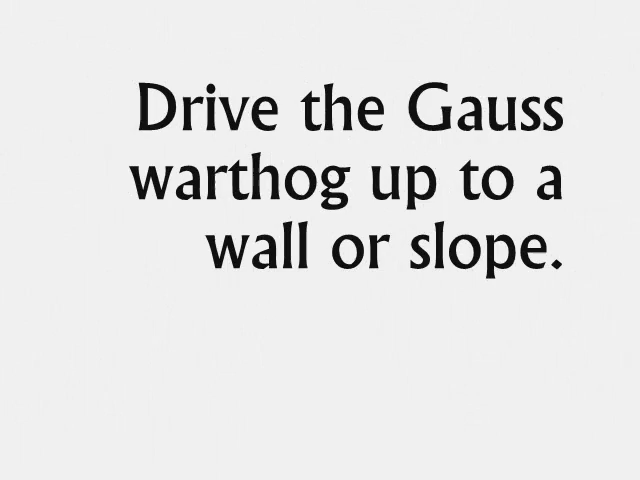 Drive the Gauss
warthog up to a
wall or slope.